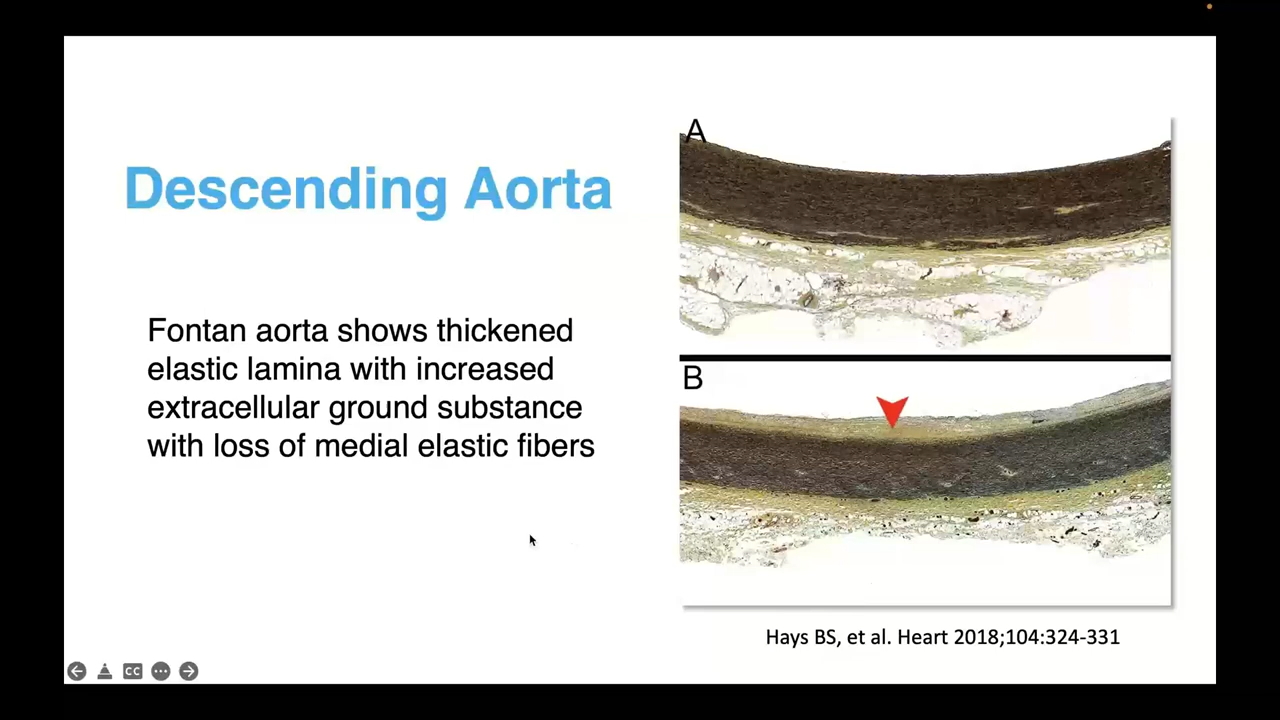 Descending Aorta
Fontan aorta shows thickened
elastic lamina with increased
extracellular ground substance
with loss of medial elastic fibers
A
B
Hays BS, et al. Heart 2018;104:324-331
CC